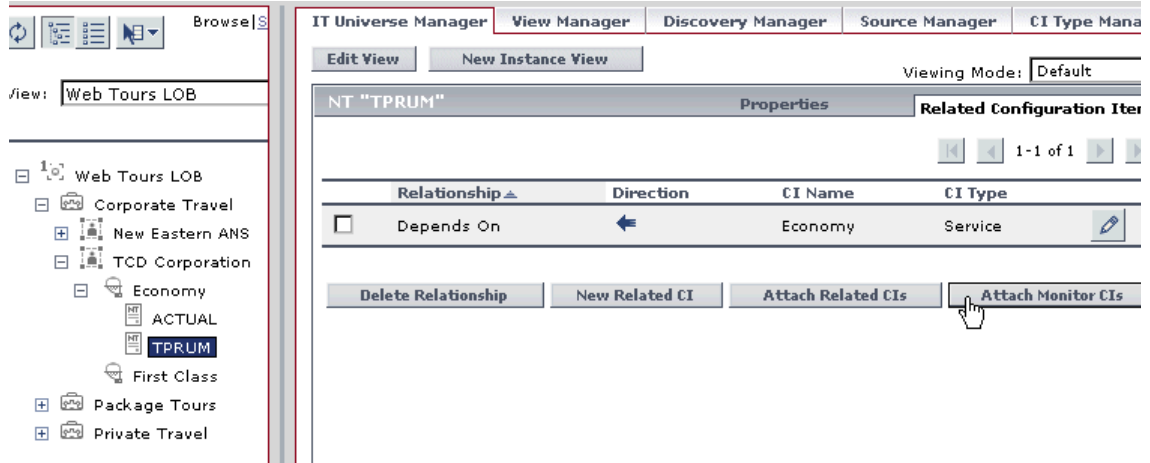 Browse|S
View: Web Tours LOB
1 Web Tours LOB
Corporate Travel
New Eastern ANS
TCD Corporation
Economy
NT ACTUAL
NT TPRUM
First Class
Package Tours
Private Travel
IT Universe Manager View Manager Discovery Manager Source Manager CI Type Mana
Edit View New Instance View
Viewing Mode: Default
NT "TPRUM" Properties Related Configuration Iter
1-1 of 1
Relationship Direction CI Name CI Type
Depends On Economy Service
Delete Relationship New Related CI Attach Related CIs Attach Monitor CIs